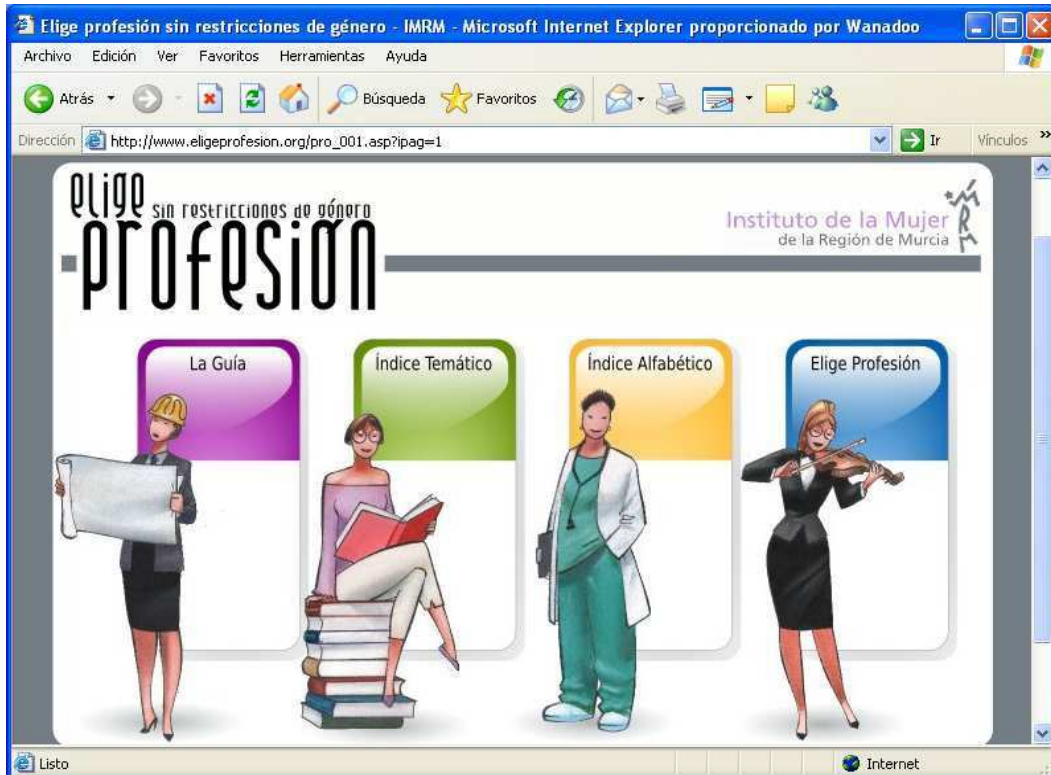 Elige profesión sin restricciones de género - IMRM - Microsoft Internet Explorer proporcionado por Wanadoo
Archivo Edición Ver Favoritos Herramientas Ayuda
Atrás Búsqueda Favoritos
Dirección http://www.eligeprofesion.org/pro_001.asp?ipag=1 Ir Vínculos »
elige
sin restricciones de género
profesión
Instituto de la Mujer
de la Región de Murcia
MRM
La Guía Índice Temático Índice Alfabético Elige Profesión
Listo Internet